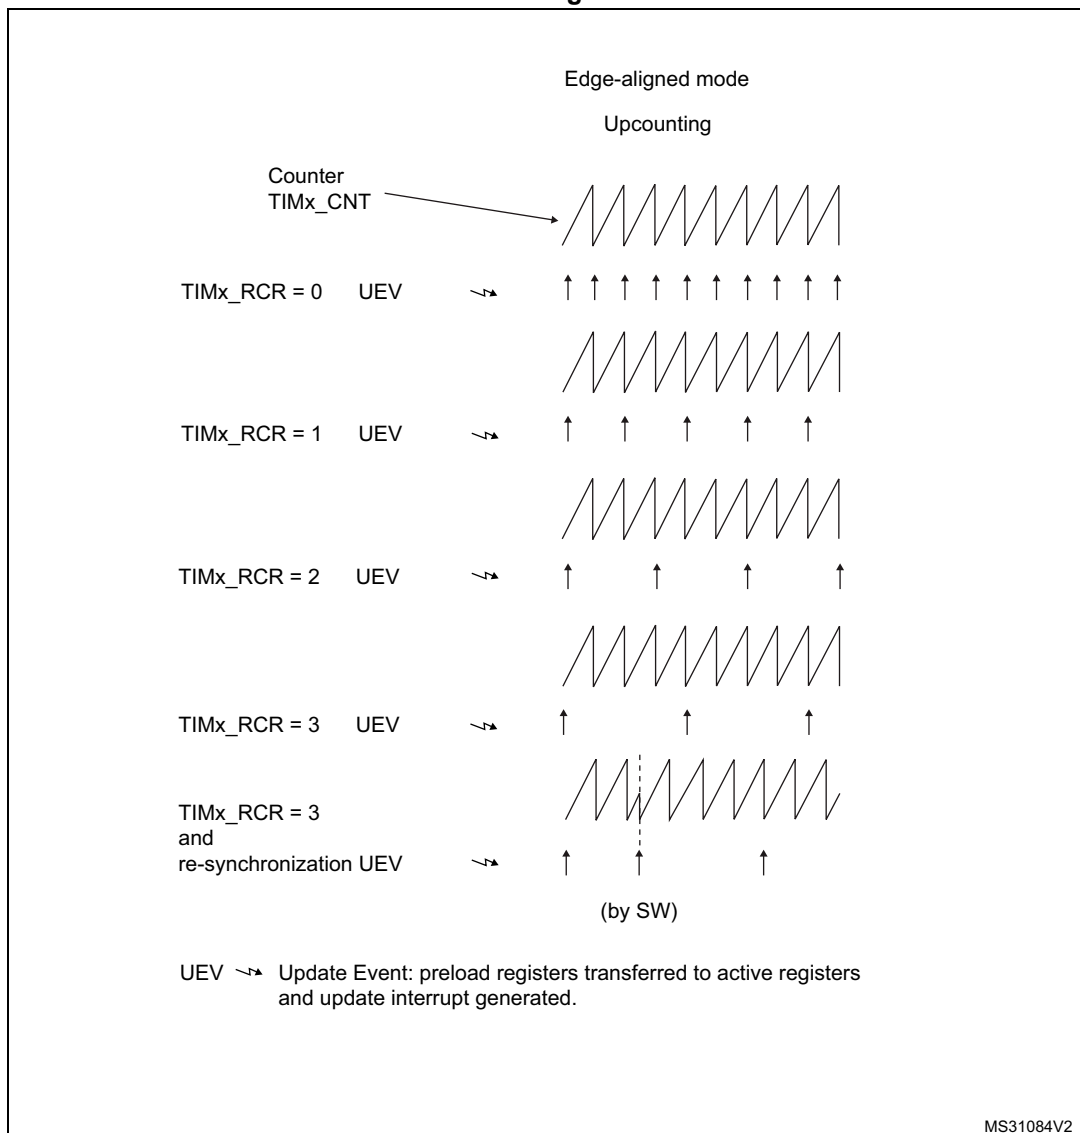 Edge-aligned mode
Upcounting
Counter
TIMx_CNT
TIMx_RCR = 0 UEV
TIMx_RCR = 1 UEV
TIMx_RCR = 2 UEV
TIMx_RCR = 3 UEV
TIMx_RCR = 3
and
re-synchronization UEV
(by SW)
UEV Update Event: preload registers transferred to active registers
and update interrupt generated.
MS31084V2